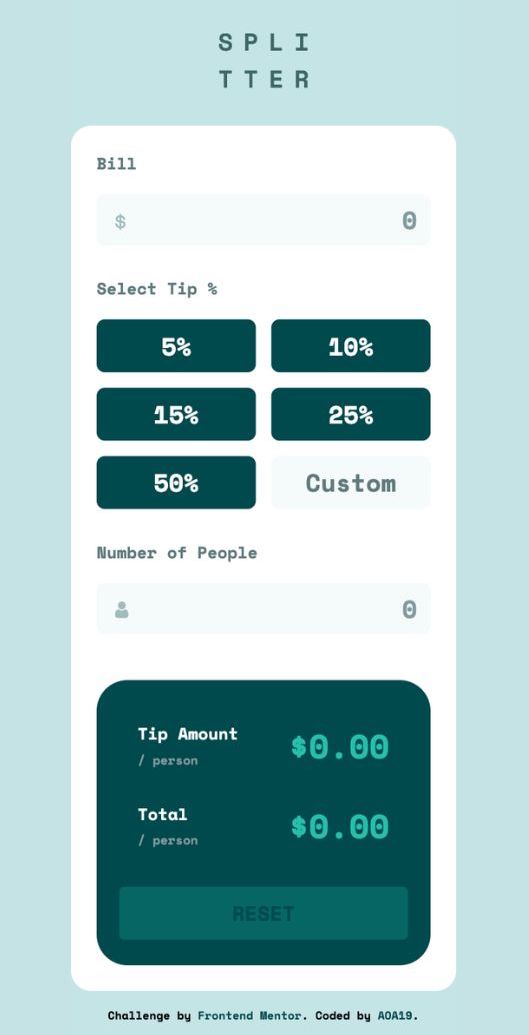 SPLI
TTER
Bill
$ 0
Select Tip %
5% 10%
15% 25%
50% Custom
Number of People
0
Tip Amount
/ person
$0.00
Total
/ person
$0.00
RESET
Challenge by Frontend Mentor. Coded by AOA19.